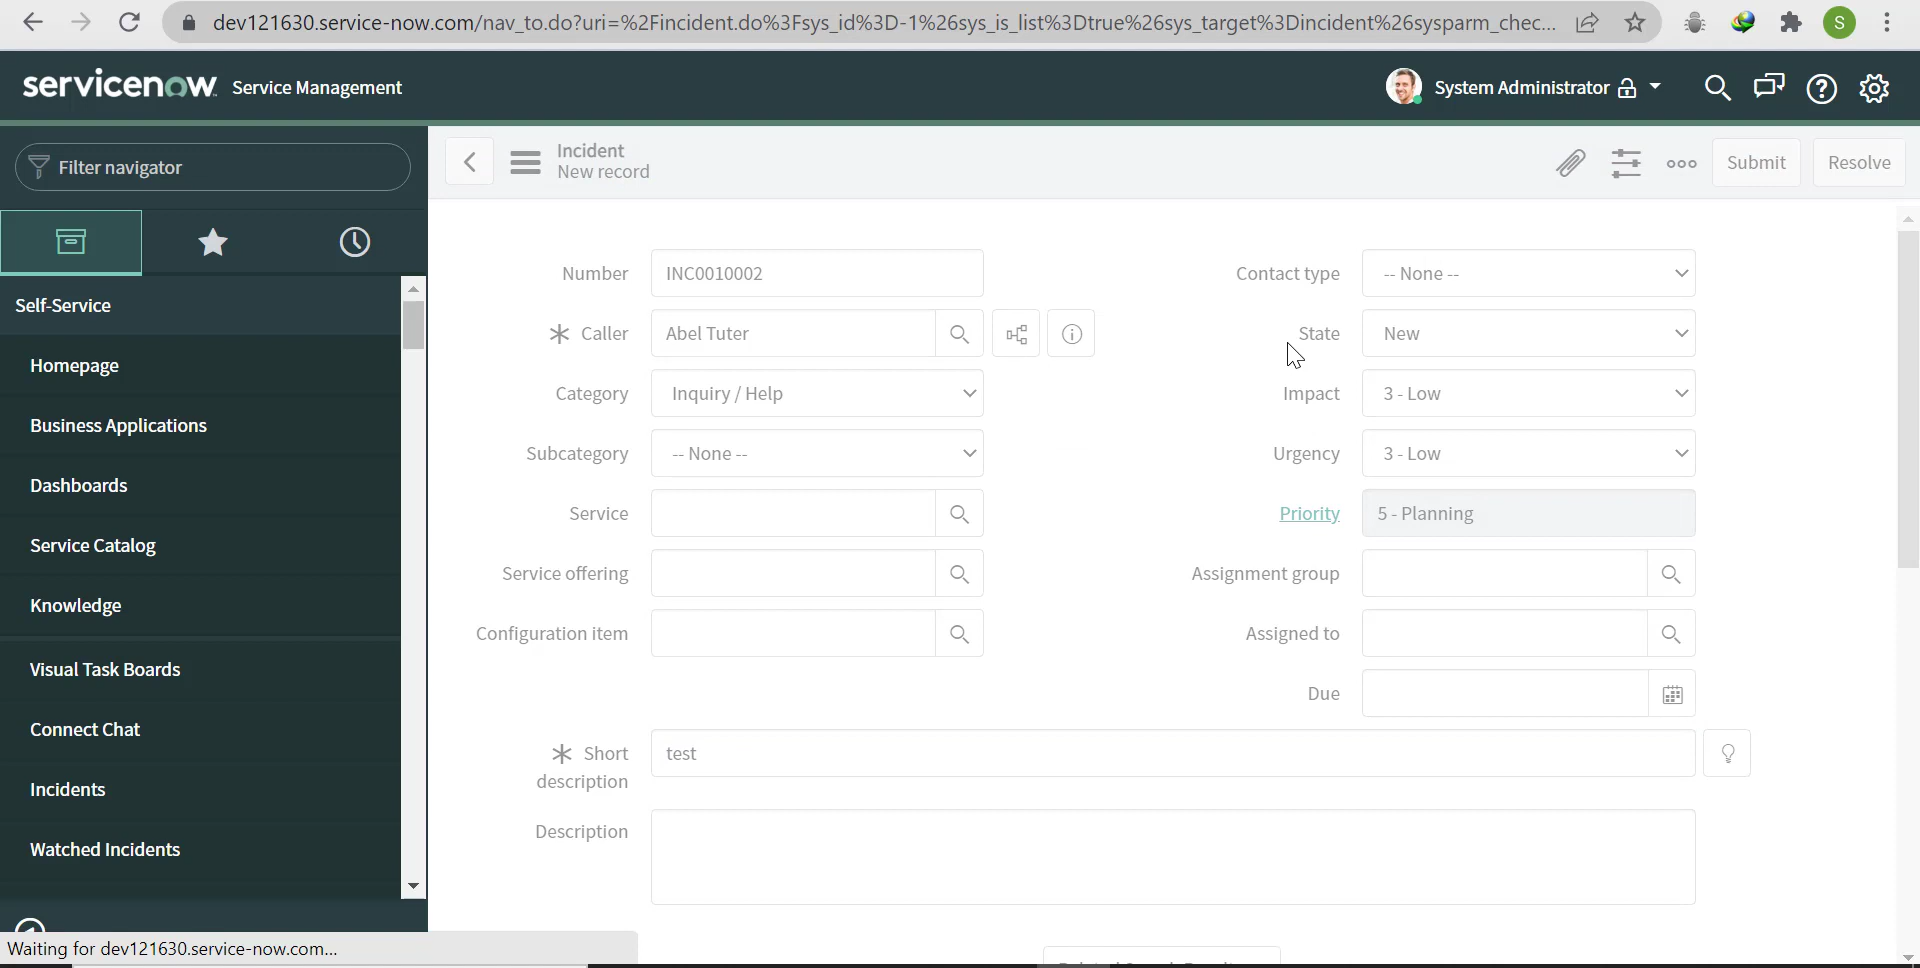 dev121630.service-now.com/nav_to.do?uri=%2Fincident.do%3Fsys_id%3D-1%26sys_is_list%3Dtrue%26sys_target%3Dincident%26sysparm_chec...
S
servicenow Service Management
System Administrator
Filter navigator
Incident
New record
Submit
Resolve
Self-Service
Homepage
Business Applications
Dashboards
Service Catalog
Knowledge
Visual Task Boards
Connect Chat
Incidents
Watched Incidents
Number INC0010002
Contact type -- None --
Caller Abel Tuter
State New
Category Inquiry / Help
Impact 3 - Low
Subcategory -- None --
Urgency 3 - Low
Service
Priority 5 - Planning
Service offering
Assignment group
Configuration item
Assigned to
Due
Short
description
test
Description
Waiting for dev121630.service-now.com...